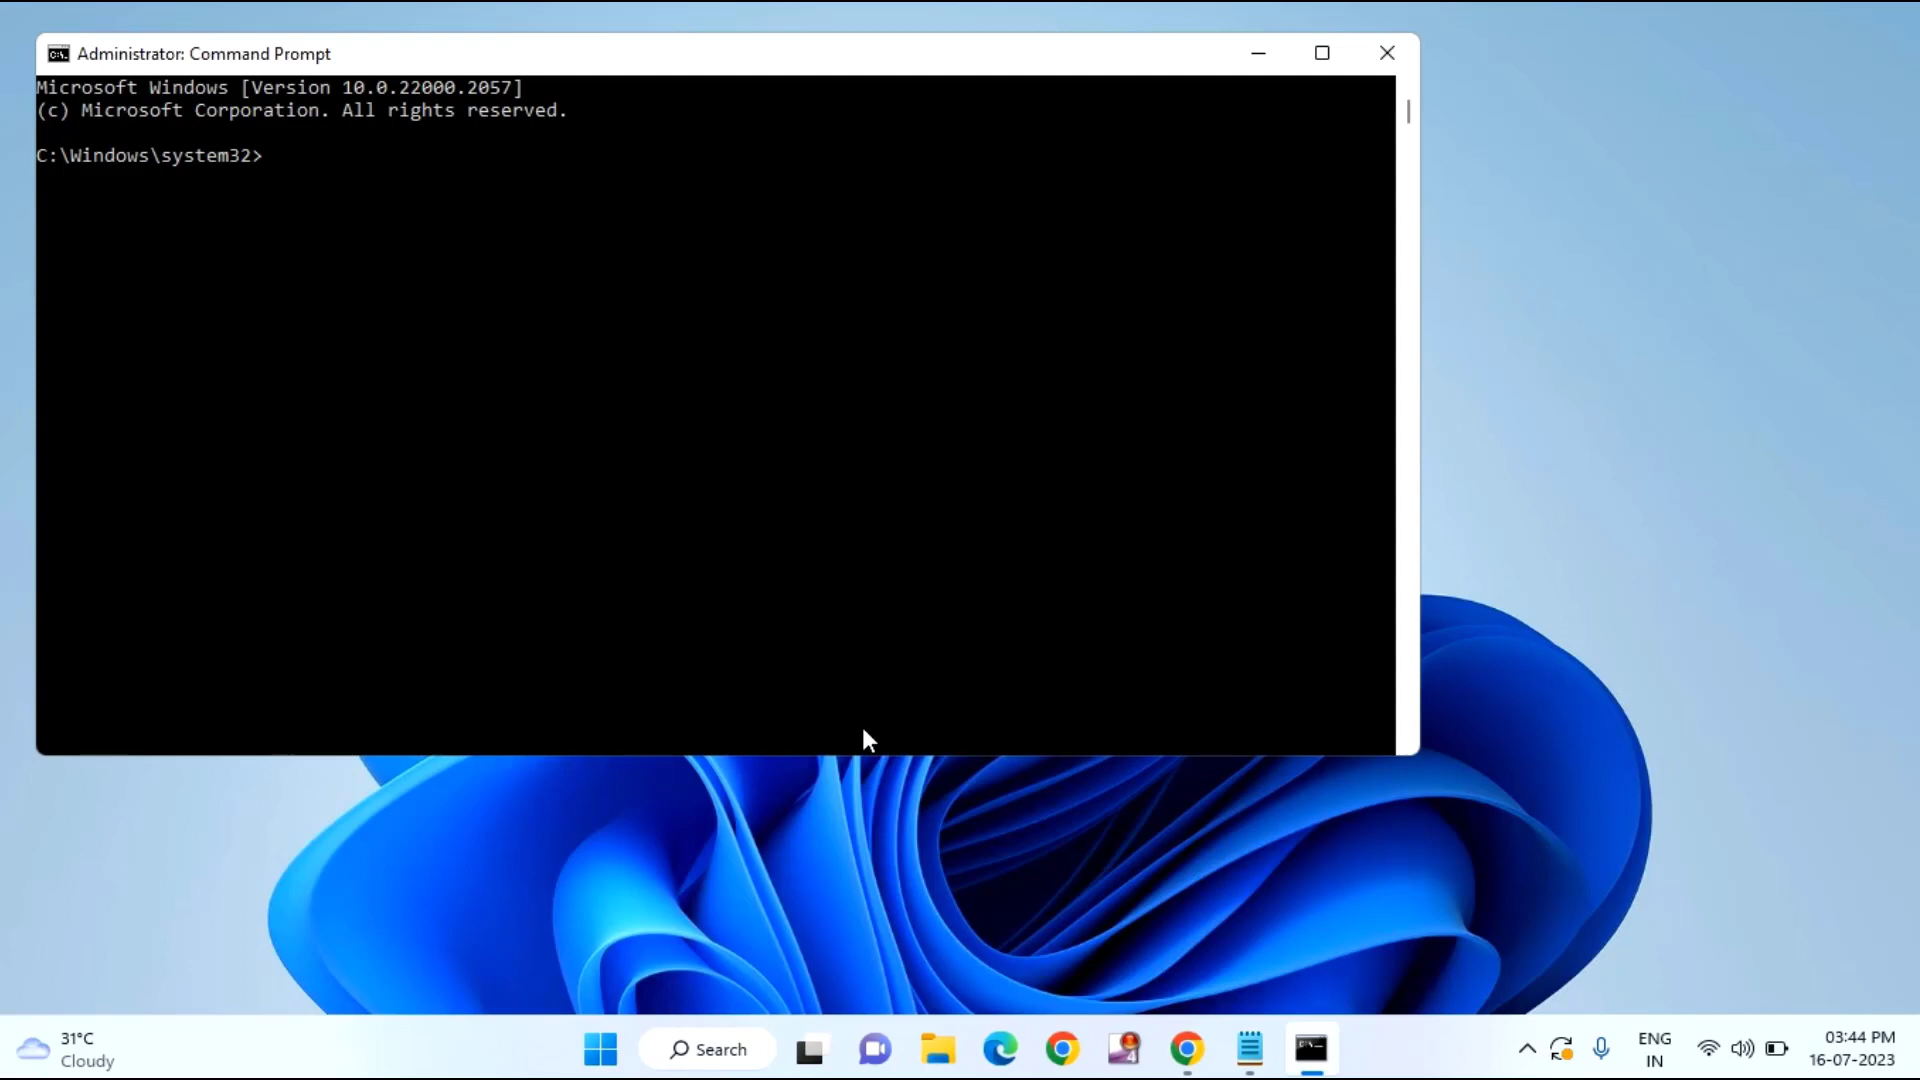 Administrator: Command Prompt
Microsoft Windows [Version 10.0.22000.2057]
(c) Microsoft Corporation. All rights reserved.
C:\Windows\system32>
31°C
Cloudy
Search
4
ENG
IN
03:44 PM
16-07-2023